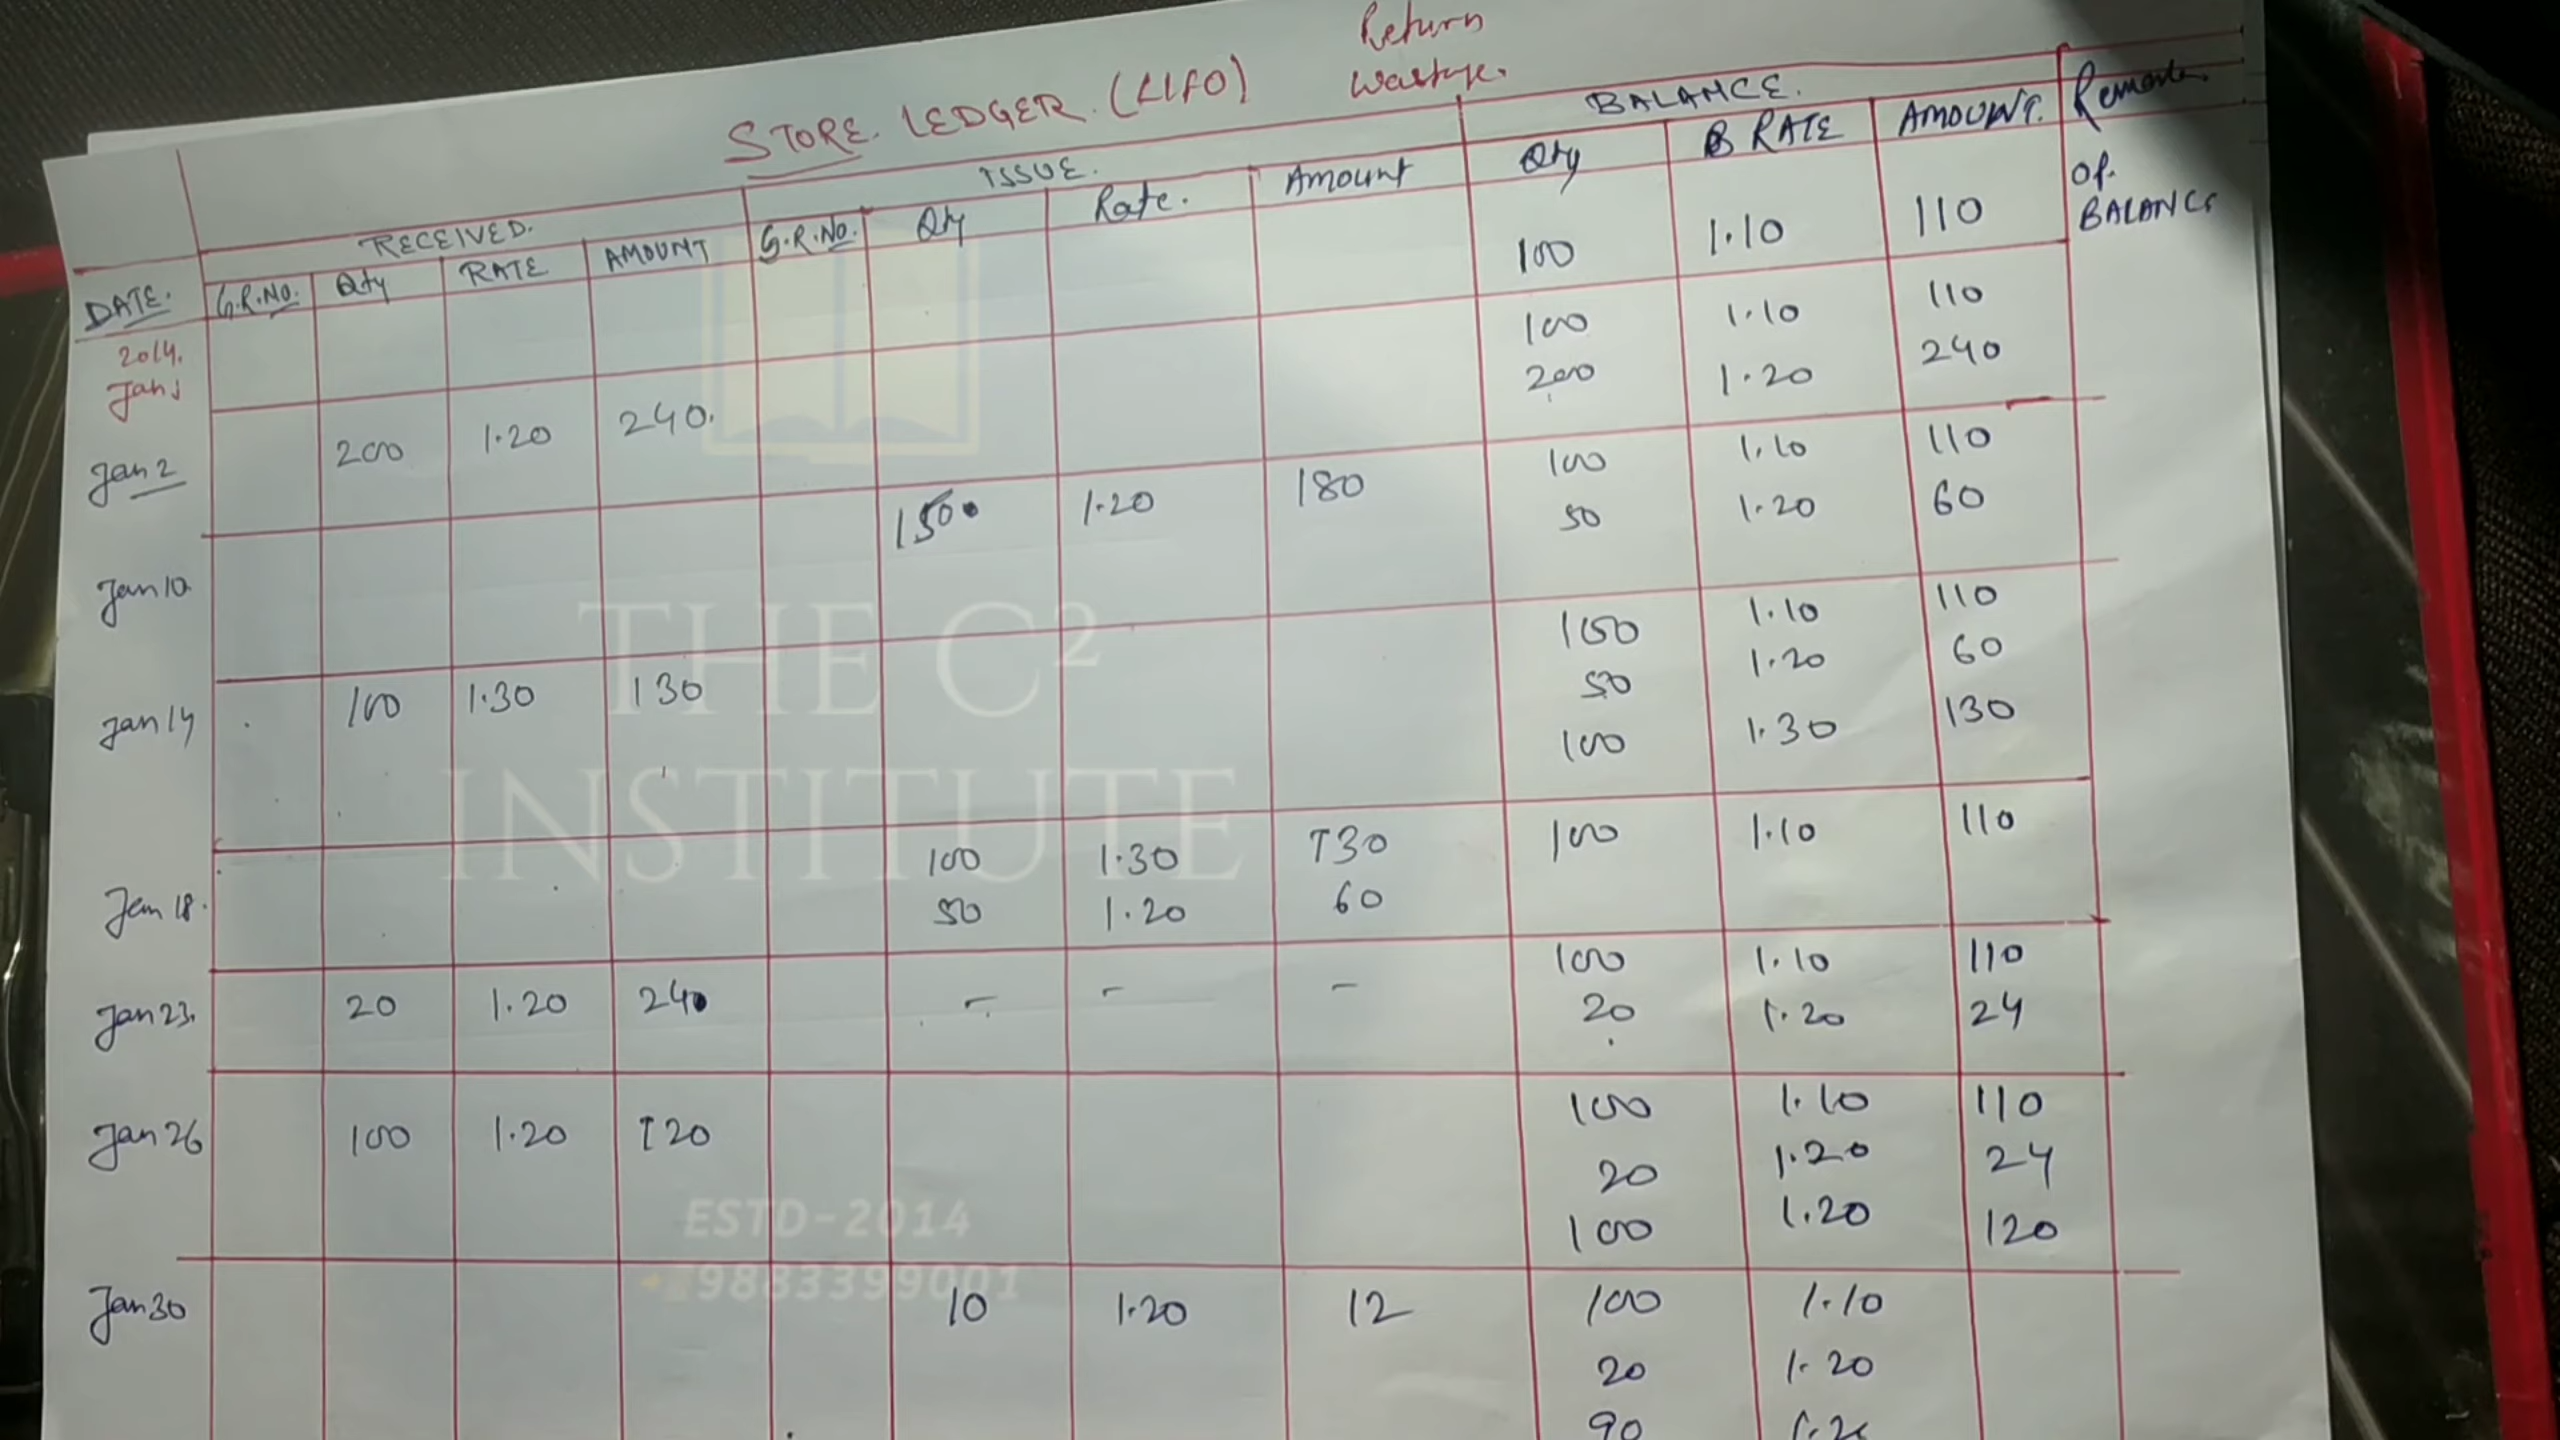 Return
Wastage.
STORE. LEDGER. (LIFO)
RECEIVED. ISSUE. BALANCE. Remarks
DATE. G.R.NO. Qty RATE AMOUNT G.R.NO. Qty Rate. Amount Qty RATE AMOUNT.
2014.
Jan 1 100 1.10 110 OP. BALANCE
100 1.10 110
Jan 2 200 1.20 240. 200 1.20 240
100 1.10 110
Jan 10 150 1.20 180 50 1.20 60
100 1.10 110
Jan 14 100 1.30 130 50 1.20 60
100 1.30 130
100 1.30 130 100 1.10 110
Jan 18. 50 1.20 60
100 1.10 110
Jan 23. 20 1.20 24 - - - 20 1.20 24
100 1.10 110
Jan 26 100 1.20 120 20 1.20 24
100 1.20 120
Jan 30 10 1.20 12 100 1.10
20 1.20
90
THE C²
INSTITUTE
ESTD-2014
9883399001